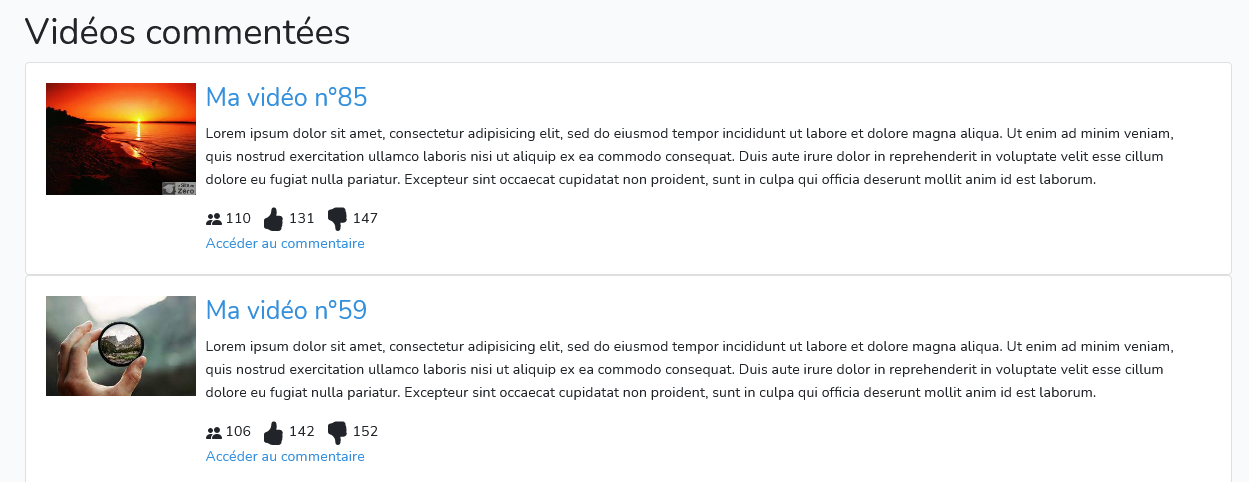 Vidéos commentées
Ma vidéo n°85
Lorem ipsum dolor sit amet, consectetur adipisicing elit, sed do eiusmod tempor incididunt ut labore et dolore magna aliqua. Ut enim ad minim veniam,
quis nostrud exercitation ullamco laboris nisi ut aliquip ex ea commodo consequat. Duis aute irure dolor in reprehenderit in voluptate velit esse cillum
dolore eu fugiat nulla pariatur. Excepteur sint occaecat cupidatat non proident, sunt in culpa qui officia deserunt mollit anim id est laborum.
Zero
110 131 147
Accéder au commentaire
Ma vidéo n°59
Lorem ipsum dolor sit amet, consectetur adipisicing elit, sed do eiusmod tempor incididunt ut labore et dolore magna aliqua. Ut enim ad minim veniam,
quis nostrud exercitation ullamco laboris nisi ut aliquip ex ea commodo consequat. Duis aute irure dolor in reprehenderit in voluptate velit esse cillum
dolore eu fugiat nulla pariatur. Excepteur sint occaecat cupidatat non proident, sunt in culpa qui officia deserunt mollit anim id est laborum.
106 142 152
Accéder au commentaire